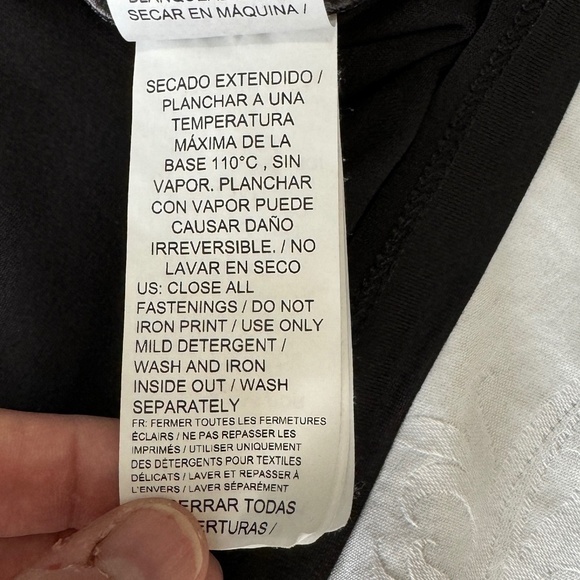 SECAR EN MÁQUINA /
SECADO EXTENDIDO /
PLANCHAR A UNA
TEMPERATURA
MÁXIMA DE LA
BASE 110°C , SIN
VAPOR. PLANCHAR
CON VAPOR PUEDE
CAUSAR DAÑO
IRREVERSIBLE. / NO
LAVAR EN SECO
US: CLOSE ALL
FASTENINGS / DO NOT
IRON PRINT / USE ONLY
MILD DETERGENT /
WASH AND IRON
INSIDE OUT / WASH
SEPARATELY
FR: FERMER TOUTES LES FERMETURES
ÉCLAIRS / NE PAS REPASSER LES
IMPRIMÉS / UTILISER UNIQUEMENT
DES DÉTERGENTS POUR TEXTILES
DÉLICATS / LAVER ET REPASSER À
L'ENVERS / LAVER SÉPARÉMENT
ERRAR TODAS
ERTURAS /